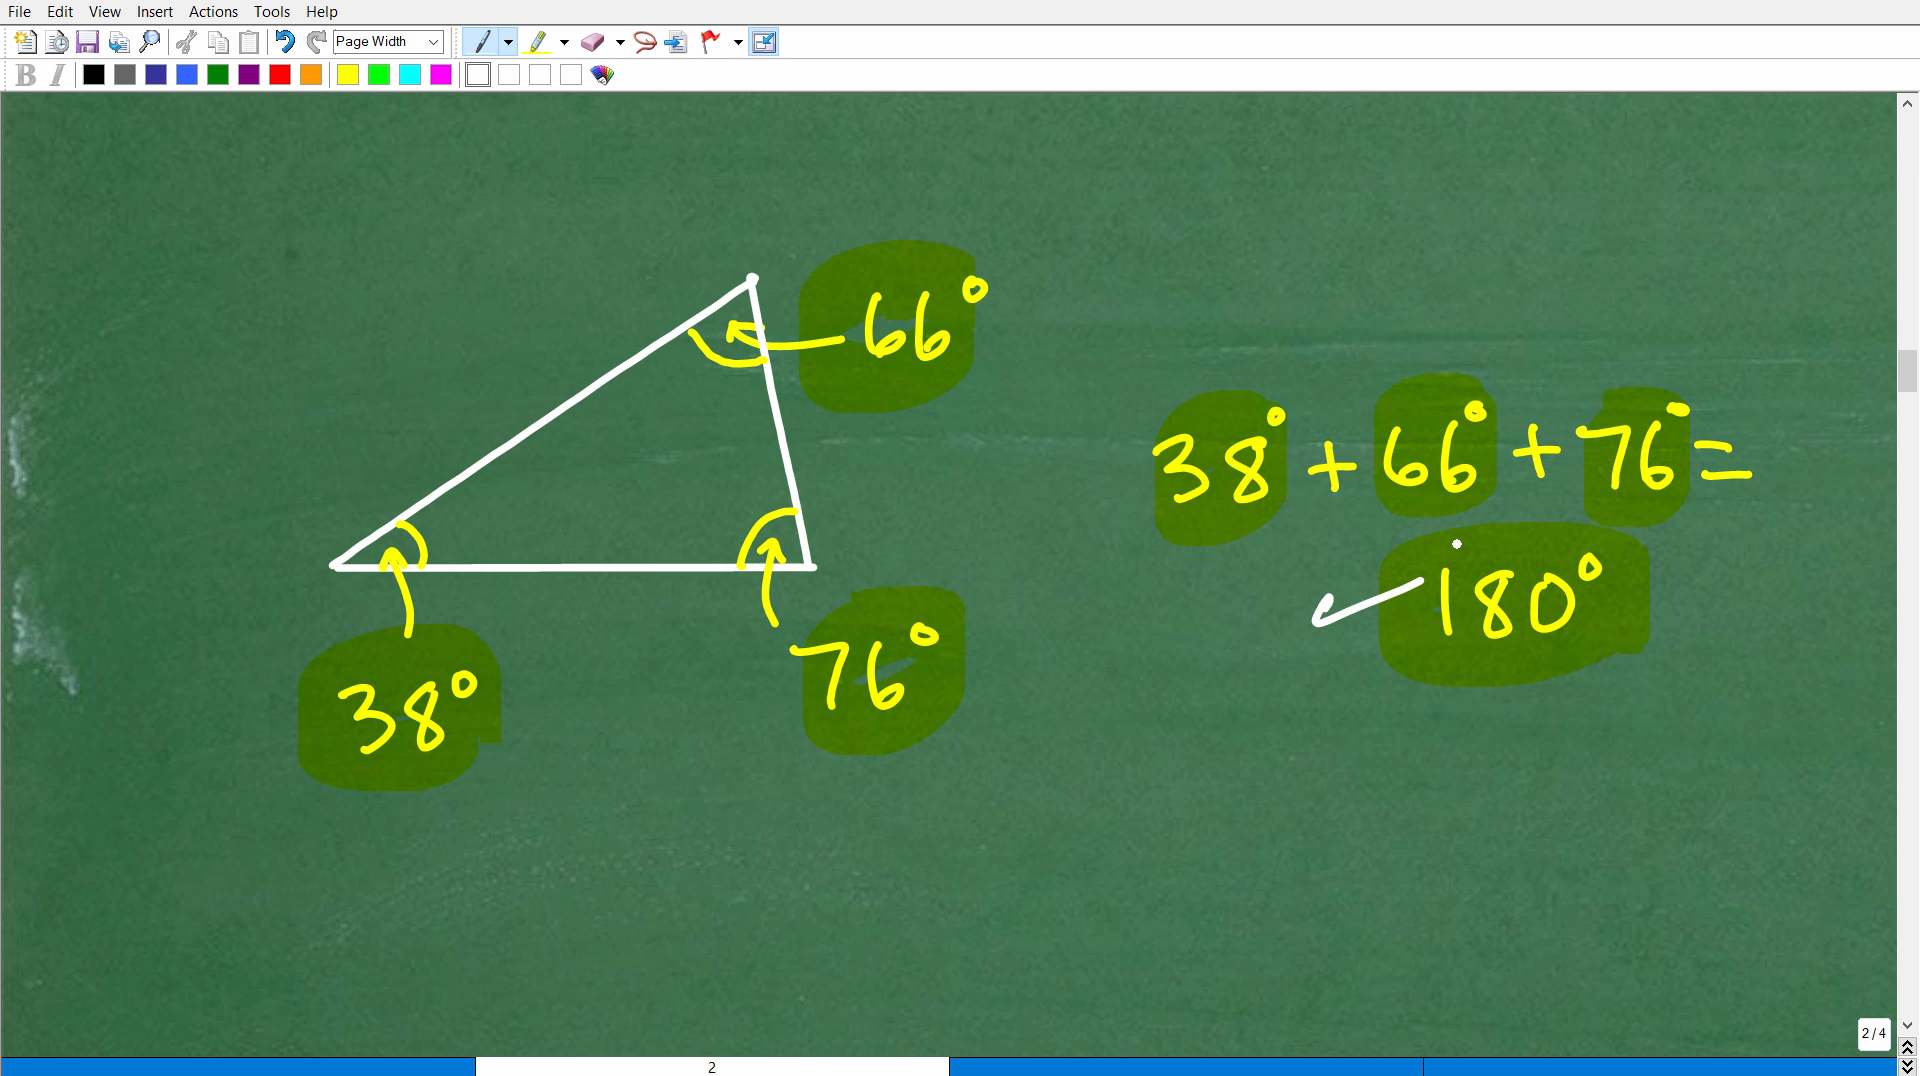 File Edit View Insert Actions Tools Help
Page Width
B I
66°
38° + 66° + 76° =
180°
76°
38°
2 / 4
2